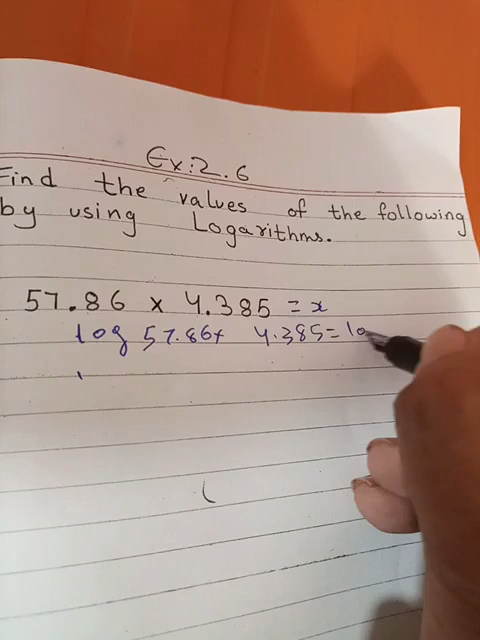 Ex:2.6
Find the values of the following
by using Logarithms.
57.86 x 4.385 = x
log 57.86x 4.385=lo